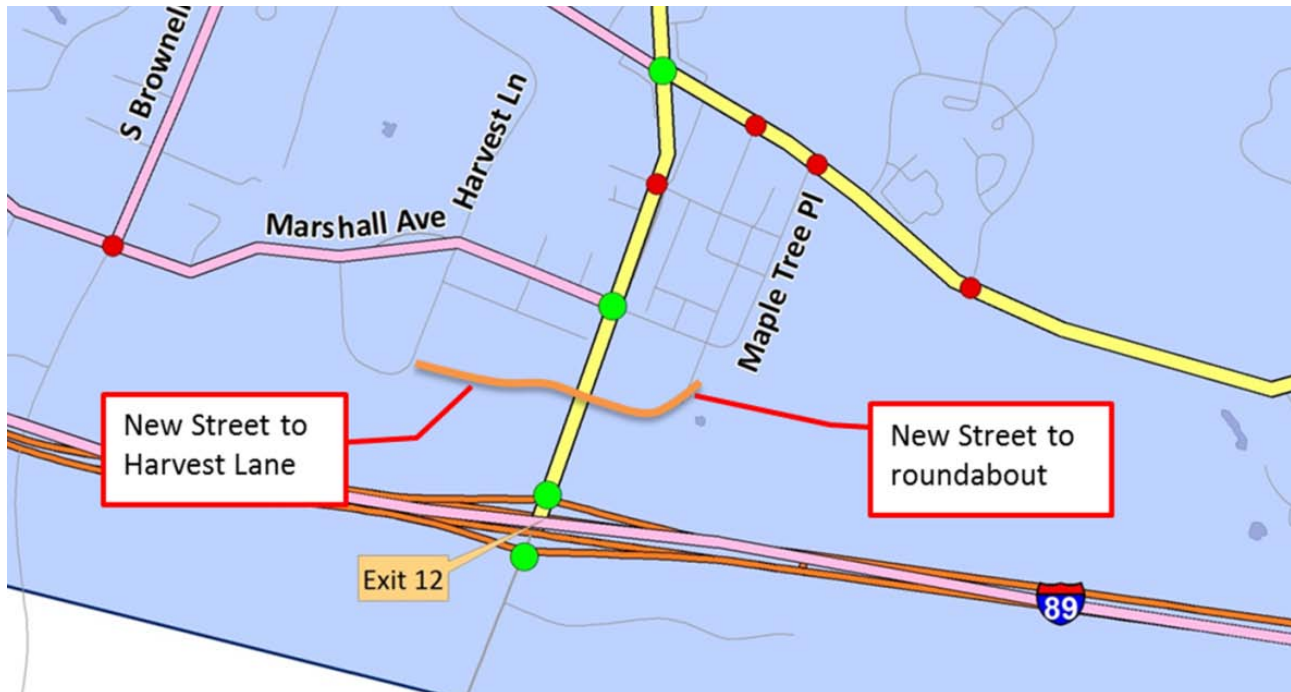 S Brownell
Harvest Ln
Marshall Ave
Maple Tree Pl
New Street to
Harvest Lane
New Street to
roundabout
Exit 12
89